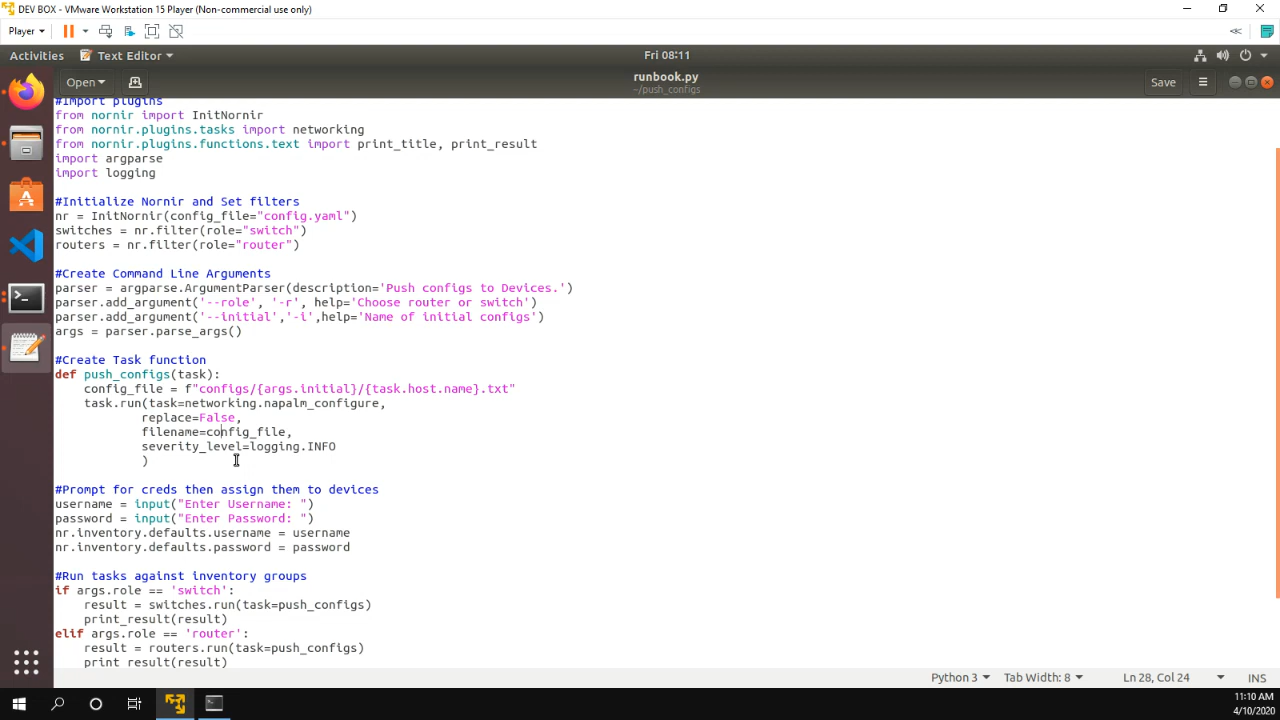 DEV BOX - VMware Workstation 15 Player (Non-commercial use only)
Player
Activities Text Editor Fri 08:11
Open runbook.py Save
~/push_configs
#Import plugins
from nornir import InitNornir
from nornir.plugins.tasks import networking
from nornir.plugins.functions.text import print_title, print_result
import argparse
import logging
#Initialize Nornir and Set filters
nr = InitNornir(config_file="config.yaml")
switches = nr.filter(role="switch")
routers = nr.filter(role="router")
#Create Command Line Arguments
parser = argparse.ArgumentParser(description='Push configs to Devices.')
parser.add_argument('--role', '-r', help='Choose router or switch')
parser.add_argument('--initial','-i',help='Name of initial configs')
args = parser.parse_args()
#Create Task function
def push_configs(task):
    config_file = f"configs/{args.initial}/{task.host.name}.txt"
    task.run(task=networking.napalm_configure,
            replace=False,
            filename=config_file,
            severity_level=logging.INFO
            )
#Prompt for creds then assign them to devices
username = input("Enter Username: ")
password = input("Enter Password: ")
nr.inventory.defaults.username = username
nr.inventory.defaults.password = password
#Run tasks against inventory groups
if args.role == 'switch':
    result = switches.run(task=push_configs)
    print_result(result)
elif args.role == 'router':
    result = routers.run(task=push_configs)
    print_result(result)
Python 3 Tab Width: 8 Ln 28, Col 24 INS
11:10 AM
4/10/2020